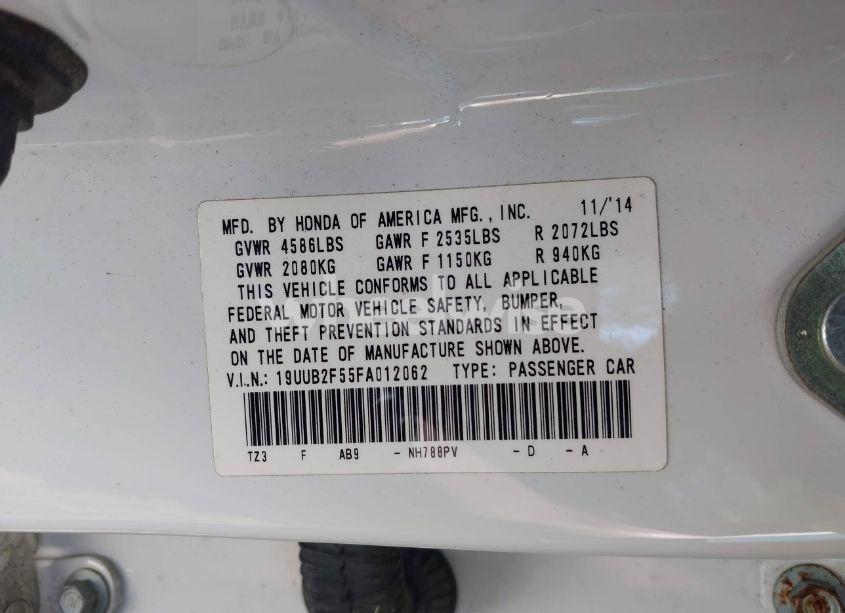 MFD. BY HONDA OF AMERICA MFG., INC. 11/'14
GVWR 4586LBS GAWR F 2535LBS R 2072LBS
GVWR 2080KG GAWR F 1150KG R 940KG
THIS VEHICLE CONFORMS TO ALL APPLICABLE
FEDERAL MOTOR VEHICLE SAFETY, BUMPER,
AND THEFT PREVENTION STANDARDS IN EFFECT
ON THE DATE OF MANUFACTURE SHOWN ABOVE.
V.I.N.: 19UUB2F55FA012062 TYPE: PASSENGER CAR
TZ3 F AB9 - NH788PV - D - A